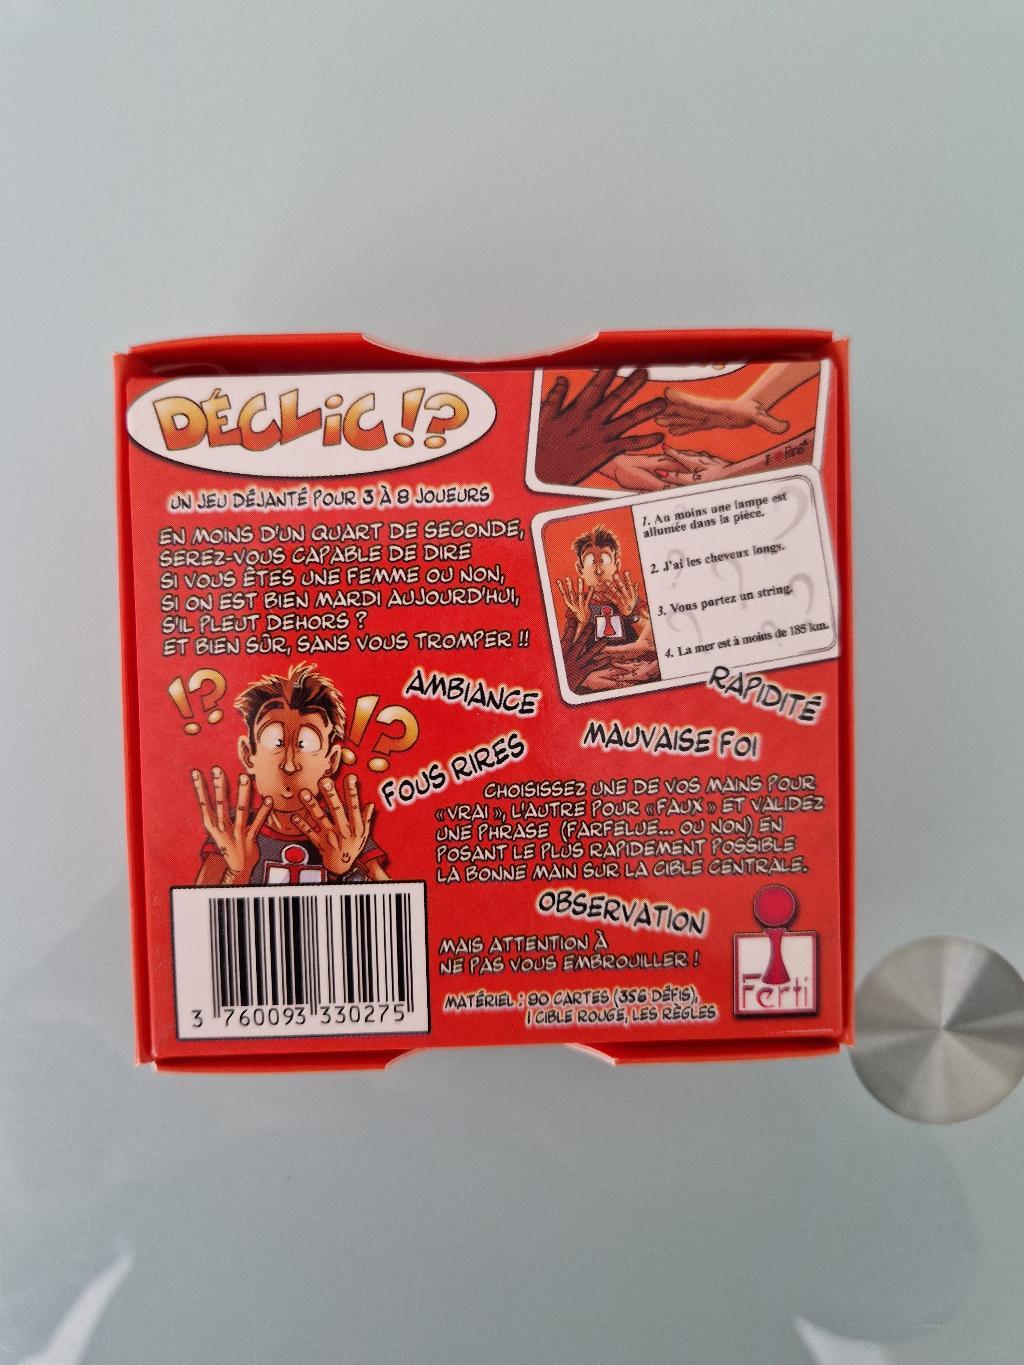 DÉCLIC !?
UN JEU DÉJANTÉ POUR 3 À 8 JOUEURS
EN MOINS D'UN QUART DE SECONDE,
SEREZ-VOUS CAPABLE DE DIRE
SI VOUS ÊTES UNE FEMME OU NON,
SI ON EST BIEN MARDI AUJOURD'HUI,
S'IL PLEUT DEHORS ?
ET BIEN SÛR, SANS VOUS TROMPER !!
1. Au moins une lampe est
allumée dans la pièce.
2. J'ai les cheveux longs.
3. Vous portez un string.
4. La mer est à moins de 185 km.
!?
!?
AMBIANCE
RAPIDITÉ
MAUVAISE FOI
FOUS RIRES
CHOISISSEZ UNE DE VOS MAINS POUR
«VRAI», L'AUTRE POUR «FAUX» ET VALIDEZ
UNE PHRASE (FARFELUE... OU NON) EN
POSANT LE PLUS RAPIDEMENT POSSIBLE
LA BONNE MAIN SUR LA CIBLE CENTRALE.
OBSERVATION
MAIS ATTENTION À
NE PAS VOUS EMBROUILLER !
MATÉRIEL : 90 CARTES (356 DÉFIS),
1 CIBLE ROUGE, LES RÈGLES
Ferti
3 760093 330275